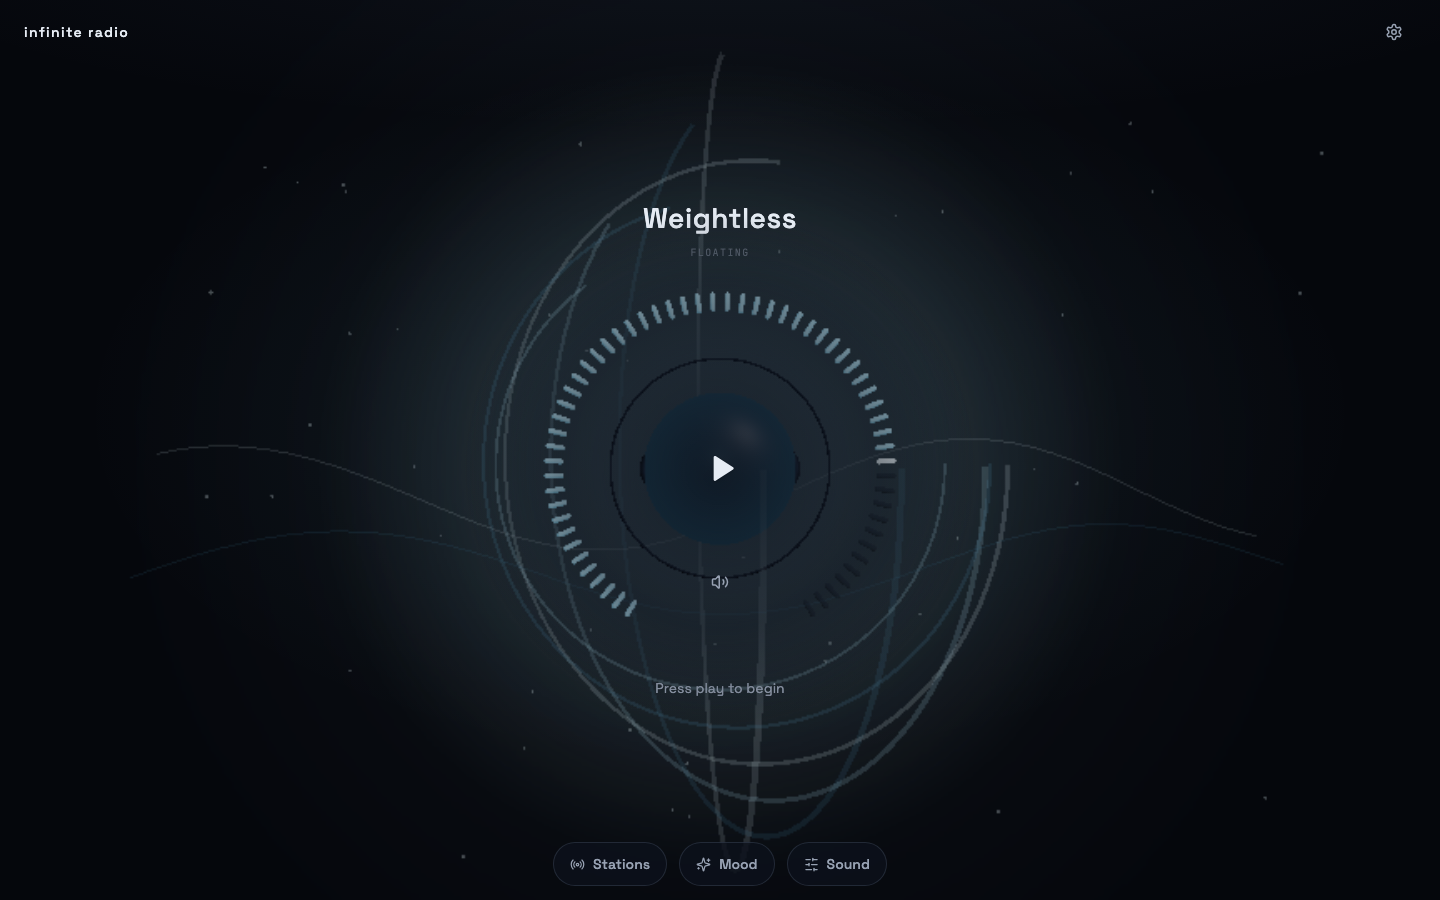 infinite radio
Weightless
FLOATING
Press play to begin
Stations
Mood
Sound